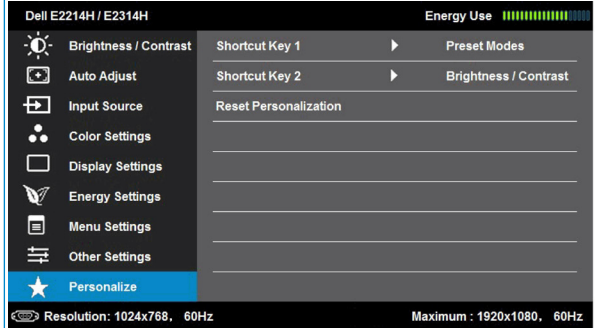 Dell E2214H / E2314H Energy Use
Brightness / Contrast Shortcut Key 1 Preset Modes
Auto Adjust Shortcut Key 2 Brightness / Contrast
Input Source Reset Personalization
Color Settings
Display Settings
Energy Settings
Menu Settings
Other Settings
Personalize
Resolution: 1024x768, 60Hz Maximum : 1920x1080, 60Hz